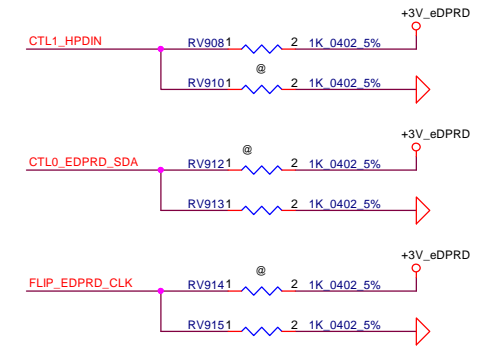 +3V_eDPRD
CTL1_HPDIN RV908 1 2 1K_0402_5%
@
RV910 1 2 1K_0402_5%
+3V_eDPRD
@
CTL0_EDPRD_SDA RV912 1 2 1K_0402_5%
RV913 1 2 1K_0402_5%
+3V_eDPRD
@
FLIP_EDPRD_CLK RV914 1 2 1K_0402_5%
RV915 1 2 1K_0402_5%